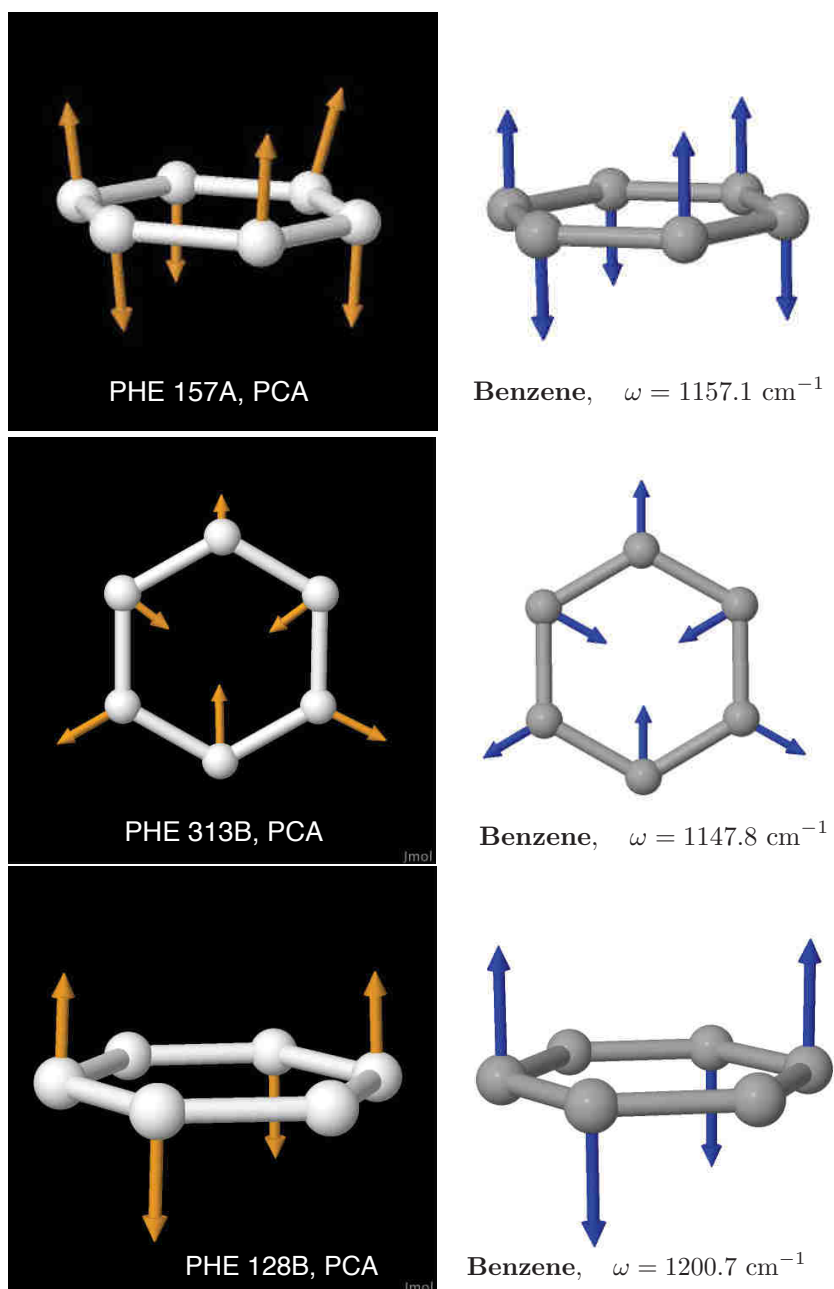 PHE 157A, PCA
Benzene, ω = 1157.1 cm⁻¹
PHE 313B, PCA
Jmol
Benzene, ω = 1147.8 cm⁻¹
PHE 128B, PCA
Jmol
Benzene, ω = 1200.7 cm⁻¹